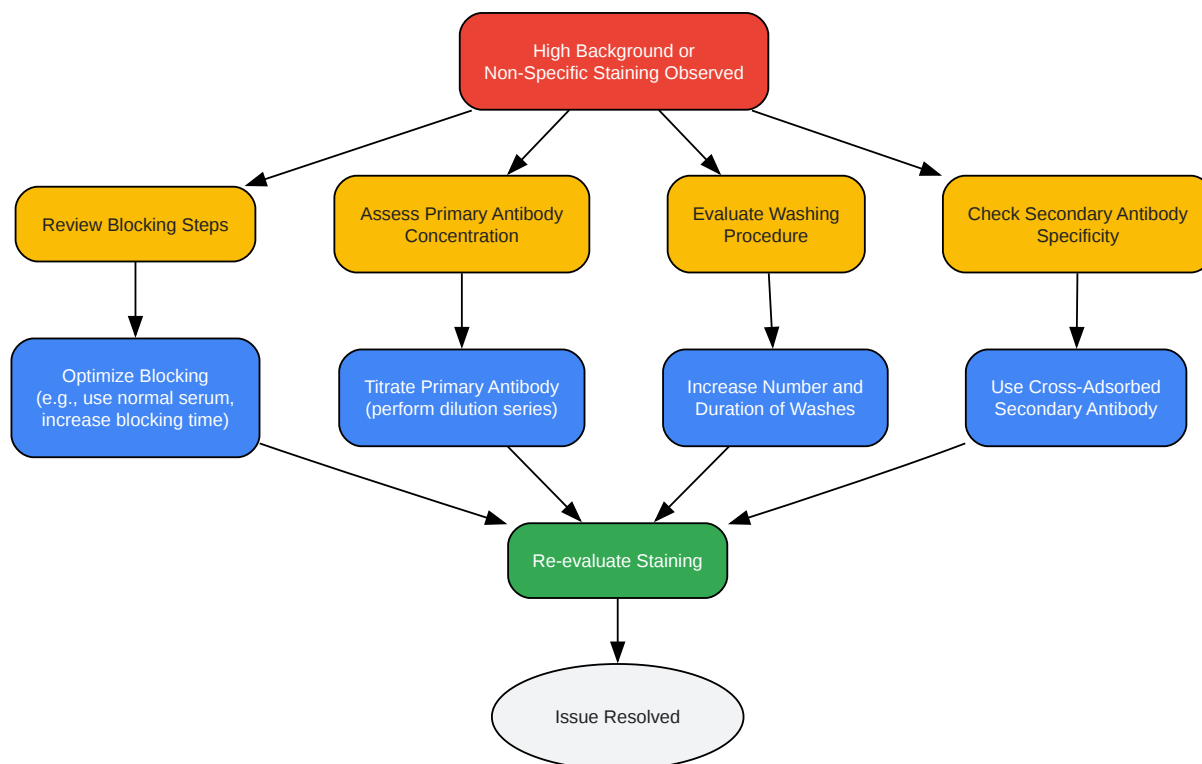 High Background or
Non-Specific Staining Observed
Review Blocking Steps
Assess Primary Antibody
Concentration
Evaluate Washing
Procedure
Check Secondary Antibody
Specificity
Optimize Blocking
(e.g., use normal serum,
increase blocking time)
Titrate Primary Antibody
(perform dilution series)
Increase Number and
Duration of Washes
Use Cross-Adsorbed
Secondary Antibody
Re-evaluate Staining
Issue Resolved